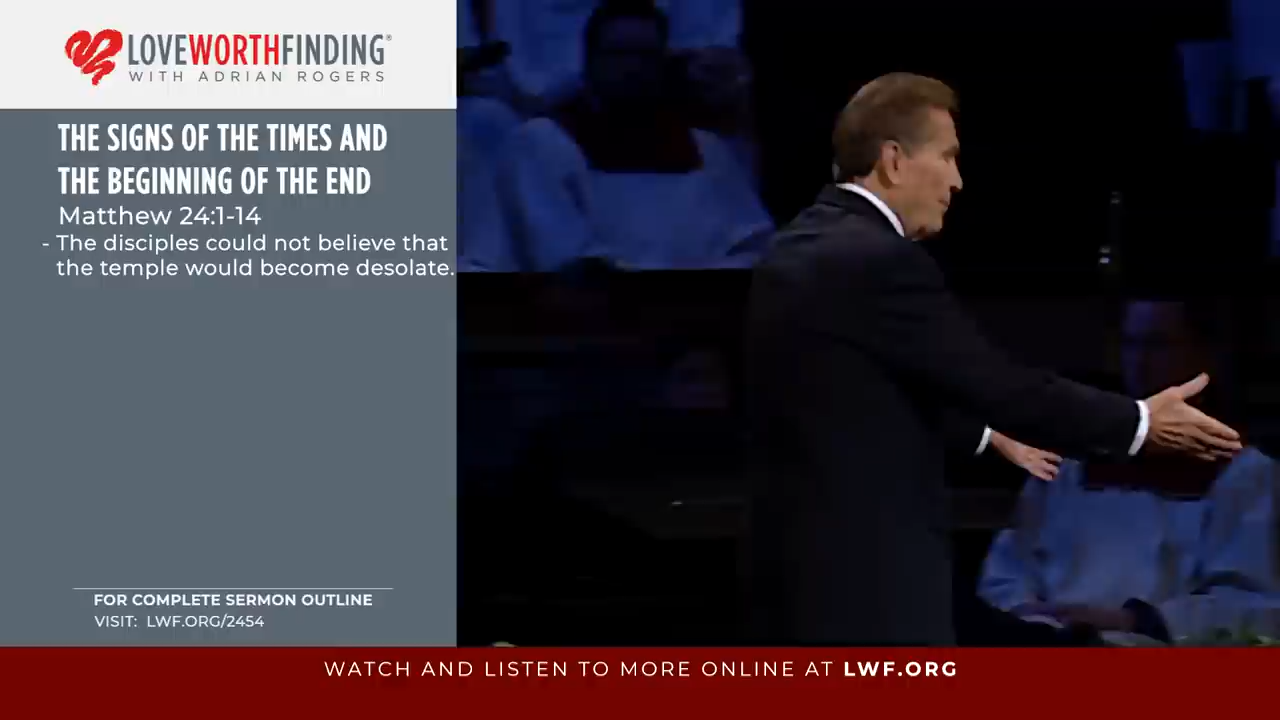 LOVEWORTHFINDING®
WITH ADRIAN ROGERS
THE SIGNS OF THE TIMES AND
THE BEGINNING OF THE END
Matthew 24:1-14
- The disciples could not believe that
the temple would become desolate.
FOR COMPLETE SERMON OUTLINE
VISIT: LWF.ORG/2454
WATCH AND LISTEN TO MORE ONLINE AT LWF.ORG